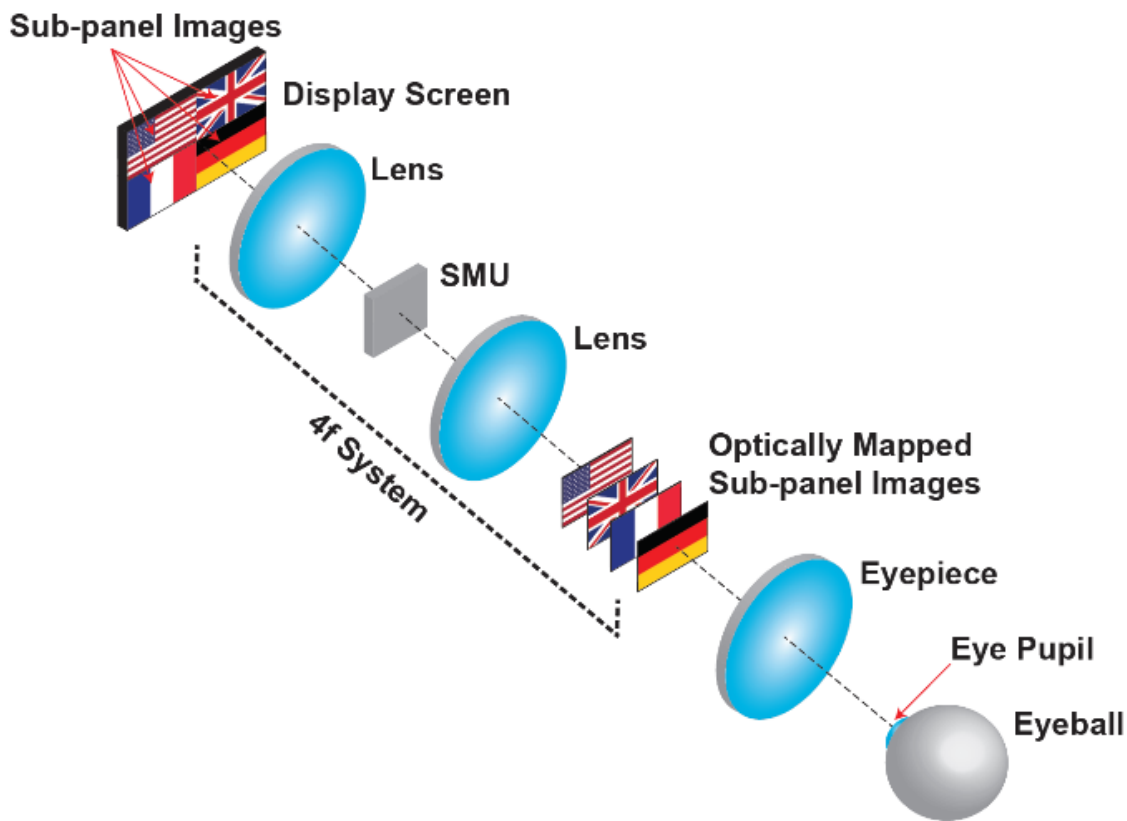 Sub-panel Images
Display Screen
Lens
SMU
Lens
4f System
Optically Mapped
Sub-panel Images
Eyepiece
Eye Pupil
Eyeball